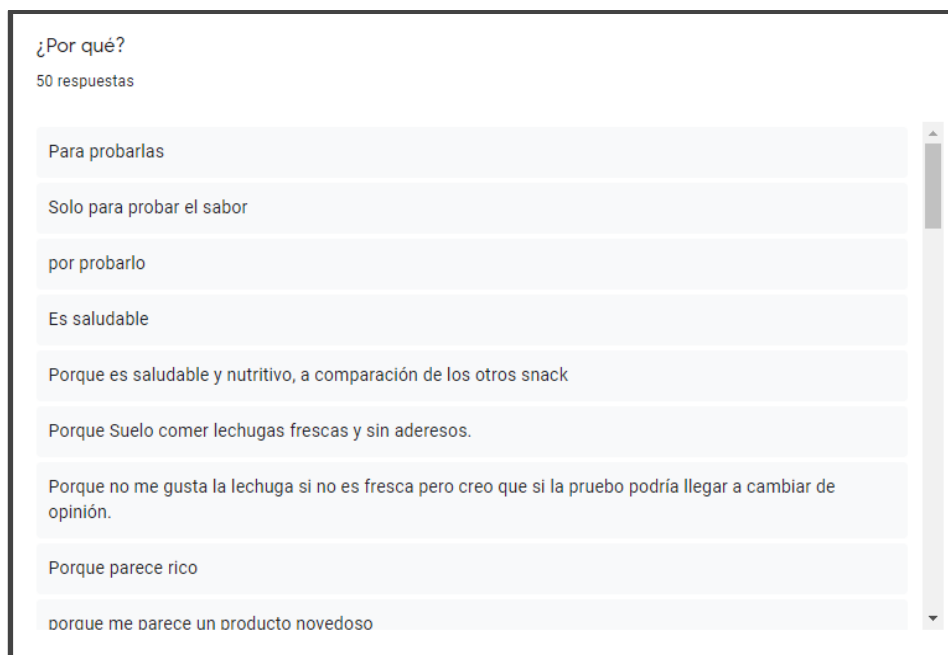 ¿Por qué?
50 respuestas
Para probarlas
Solo para probar el sabor
por probarlo
Es saludable
Porque es saludable y nutritivo, a comparación de los otros snack
Porque Suelo comer lechugas frescas y sin aderesos.
Porque no me gusta la lechuga si no es fresca pero creo que si la pruebo podría llegar a cambiar de
opinión.
Porque parece rico
porque me parece un producto novedoso